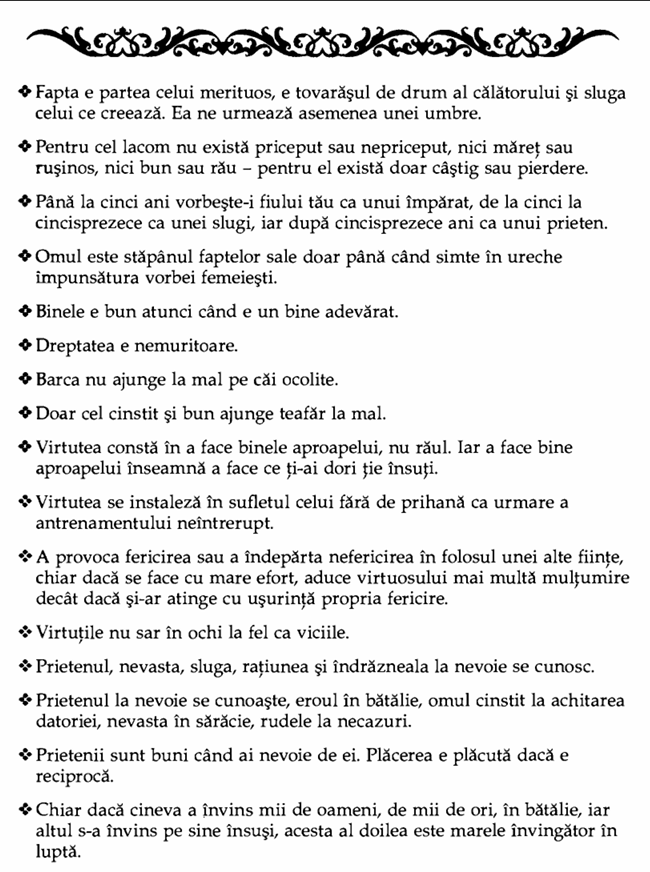 ❖ Fapta e partea celui merituos, e tovarăşul de drum al călătorului şi sluga
celui ce creează. Ea ne urmează asemenea unei umbre.
❖ Pentru cel lacom nu există priceput sau nepriceput, nici măreţ sau
ruşinos, nici bun sau rău – pentru el există doar câştig sau pierdere.
❖ Până la cinci ani vorbeşte-i fiului tău ca unui împărat, de la cinci la
cincisprezece ca unei slugi, iar după cincisprezece ani ca unui prieten.
❖ Omul este stăpânul faptelor sale doar până când simte în ureche
împunsătura vorbei femeieşti.
❖ Binele e bun atunci când e un bine adevărat.
❖ Dreptatea e nemuritoare.
❖ Barca nu ajunge la mal pe căi ocolite.
❖ Doar cel cinstit şi bun ajunge teafăr la mal.
❖ Virtutea constă în a face binele aproapelui, nu răul. Iar a face bine
aproapelui înseamnă a face ce ţi-ai dori ţie însuţi.
❖ Virtutea se instaleză în sufletul celui fără de prihană ca urmare a
antrenamentului neîntrerupt.
❖ A provoca fericirea sau a îndepărta nefericirea în folosul unei alte fiinţe,
chiar dacă se face cu mare efort, aduce virtuosului mai multă mulţumire
decât dacă şi-ar atinge cu uşurinţă propria fericire.
❖ Virtuţile nu sar în ochi la fel ca viciile.
❖ Prietenul, nevasta, sluga, raţiunea şi îndrăzneala la nevoie se cunosc.
❖ Prietenul la nevoie se cunoaşte, eroul în bătălie, omul cinstit la achitarea
datoriei, nevasta în sărăcie, rudele la necazuri.
❖ Prietenii sunt buni când ai nevoie de ei. Plăcerea e plăcută dacă e
reciprocă.
❖ Chiar dacă cineva a învins mii de oameni, de mii de ori, în bătălie, iar
altul s-a învins pe sine însuşi, acesta al doilea este marele învingător în
luptă.